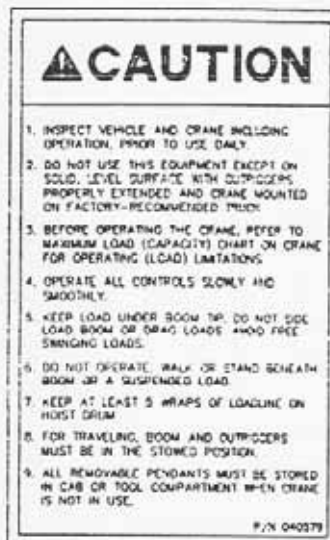 CAUTION
1. INSPECT VEHICLE AND CRANE INCLUDING
OPERATION, PRIOR TO USE DAILY.
2. DO NOT USE THIS EQUIPMENT EXCEPT ON
SOLID, LEVEL SURFACE WITH OUTRIGGERS
PROPERLY EXTENDED AND CRANE MOUNTED
ON FACTORY-RECOMMENDED TRUCK.
3. BEFORE OPERATING THE CRANE, REFER TO
MAXIMUM LOAD (CAPACITY) CHART ON CRANE
FOR OPERATING (LOAD) LIMITATIONS.
4. OPERATE ALL CONTROLS SLOWLY AND
SMOOTHLY.
5. KEEP LOAD UNDER BOOM TIP. DO NOT SIDE
LOAD BOOM OR DRAG LOADS. AVOID FREE
SWINGING LOADS.
6. DO NOT OPERATE, WALK OR STAND BENEATH
BOOM OR A SUSPENDED LOAD.
7. KEEP AT LEAST 5 WRAPS OF LOADLINE ON
HOIST DRUM.
8. FOR TRAVELING, BOOM AND OUTRIGGERS
MUST BE IN THE STOWED POSITION.
9. ALL REMOVABLE PENDANTS MUST BE STORED
IN CAB OR TOOL COMPARTMENT WHEN CRANE
IS NOT IN USE.
P/N 040579